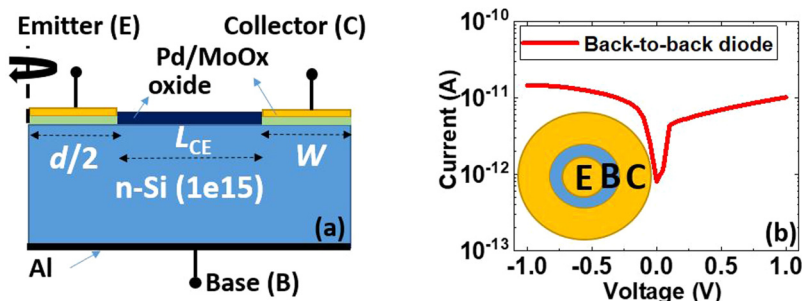 Emitter (E)
Collector (C)
Pd/MoOx
oxide
d/2
LCE
W
n-Si (1e15)
(a)
Al
Base (B)
Current (A)
10-10
10-11
10-12
10-13
Back-to-back diode
E B C
(b)
-1.0 -0.5 0.0 0.5 1.0
Voltage (V)